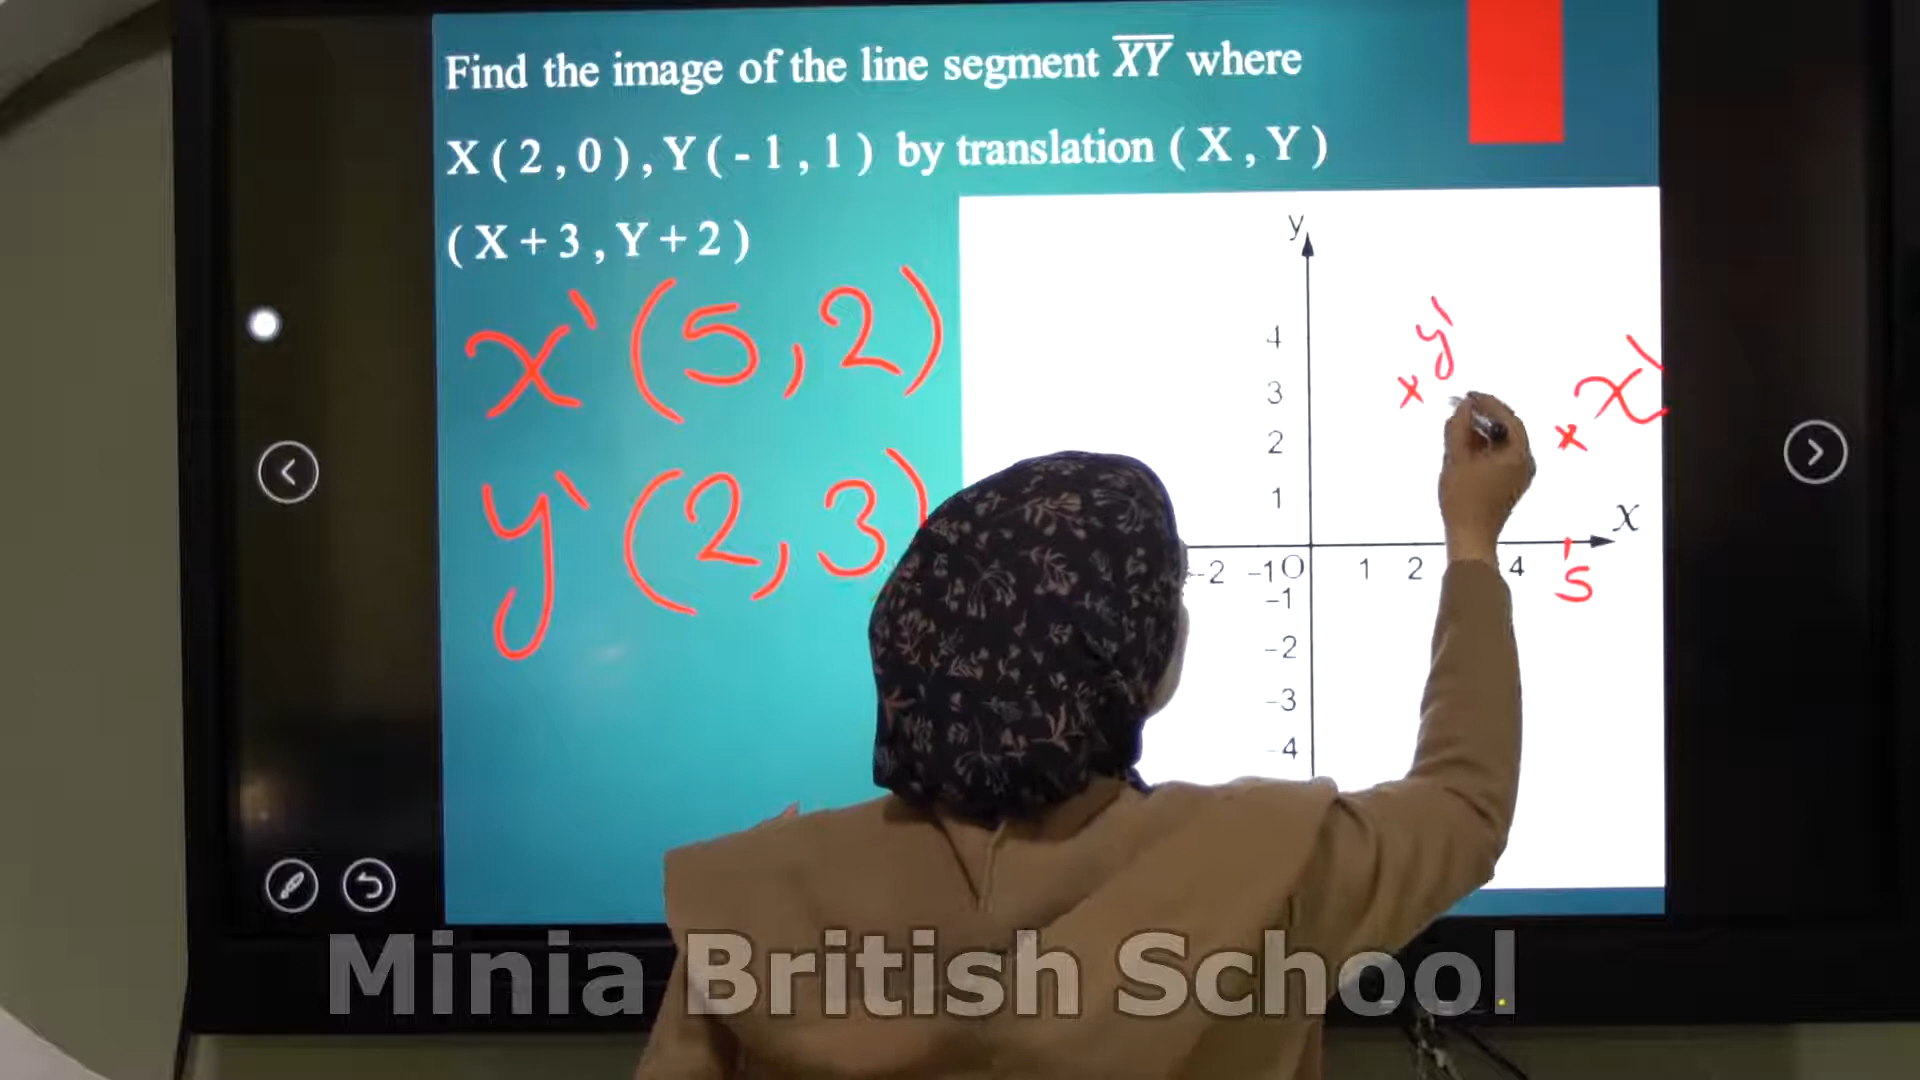 Find the image of the line segment XY where
X ( 2 , 0 ) , Y ( - 1 , 1 ) by translation ( X , Y )
( X + 3 , Y + 2 )
x' (5, 2)
y' (2, 3)
y
4
3
2
1
y'
x'
x
-2 -1 O 1 2 4 5
-1
-2
-3
-4
Minia British School